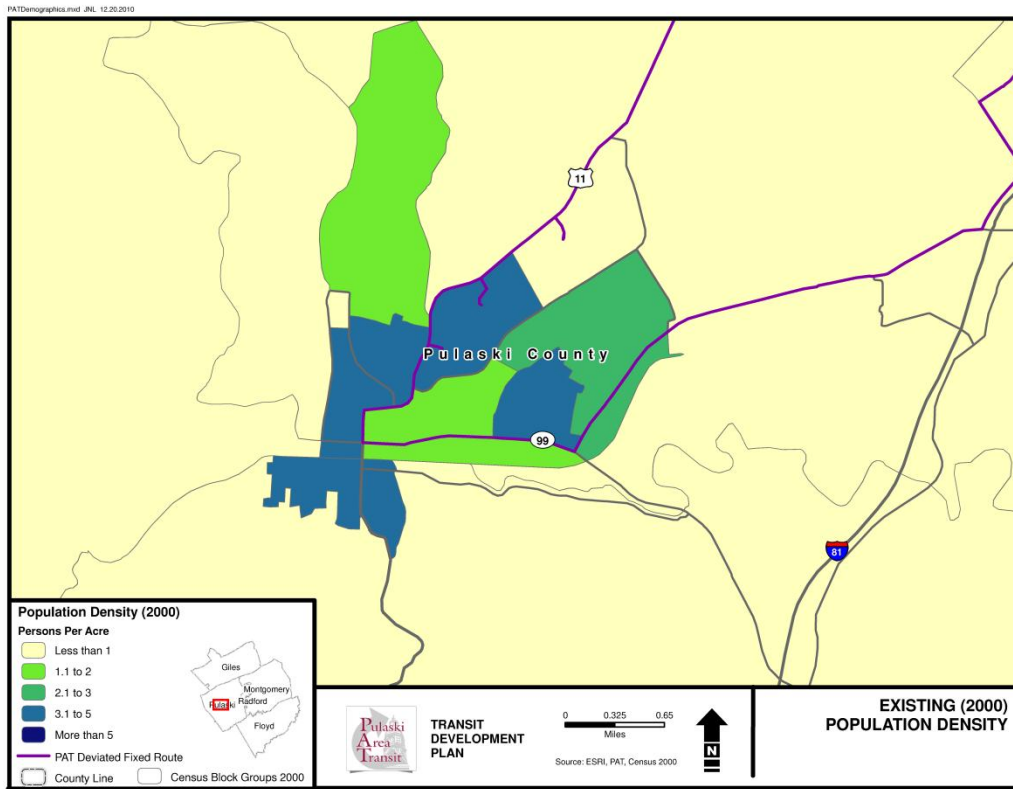 PATDemographics.mxd JNL 12.20.2010
11
Pulaski County
99
81
Population Density (2000)
Persons Per Acre
Less than 1
1.1 to 2
2.1 to 3
3.1 to 5
More than 5
PAT Deviated Fixed Route
County Line
Census Block Groups 2000
Giles
Montgomery
Pulaski
Radford
Floyd
Pulaski
Area
Transit
TRANSIT
DEVELOPMENT
PLAN
0 0.325 0.65
Miles
Source: ESRI, PAT, Census 2000
N
EXISTING (2000)
POPULATION DENSITY